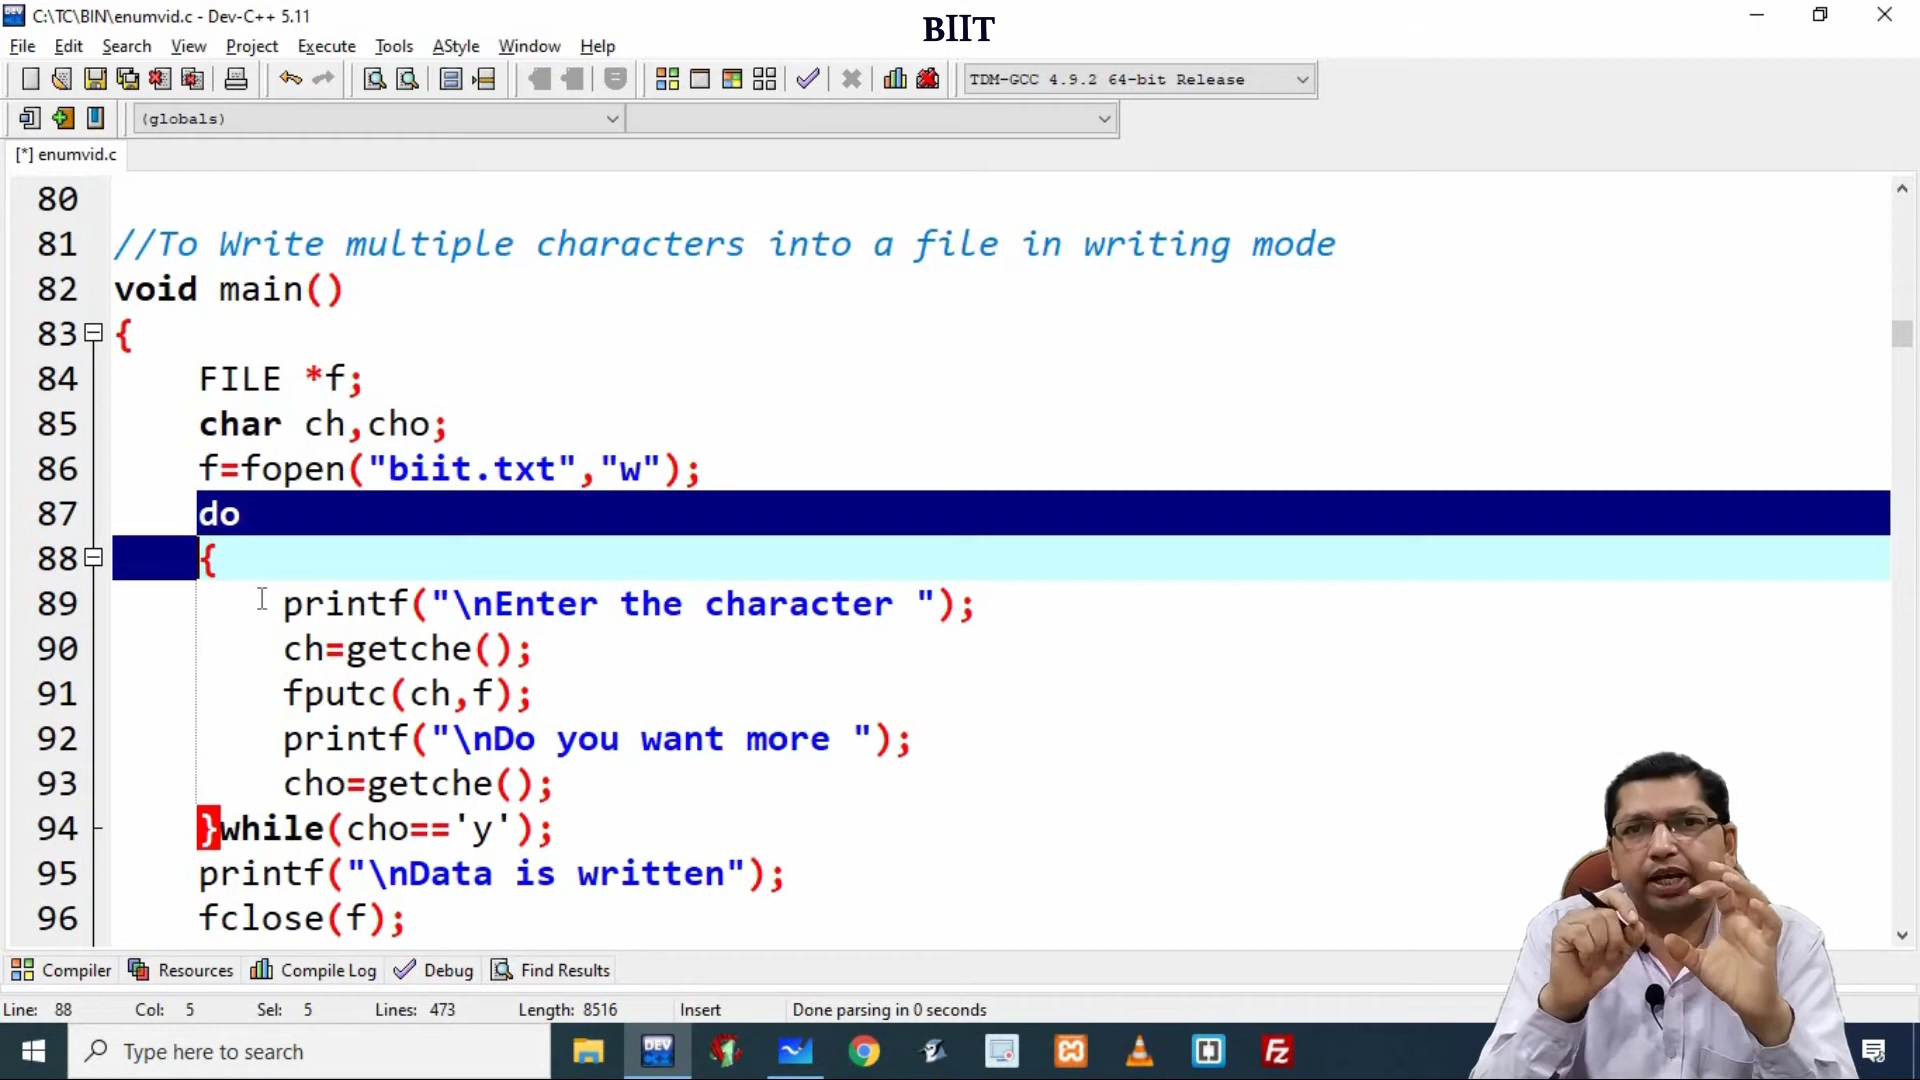 C:\TC\BIN\enumvid.c - Dev-C++ 5.11
BIIT
File Edit Search View Project Execute Tools AStyle Window Help
TDM-GCC 4.9.2 64-bit Release
(globals)
[*] enumvid.c
80
81 //To Write multiple characters into a file in writing mode
82 void main()
83 {
84 FILE *f;
85 char ch,cho;
86 f=fopen("biit.txt","w");
87 do
88 {
89 printf("\nEnter the character ");
90 ch=getche();
91 fputc(ch,f);
92 printf("\nDo you want more ");
93 cho=getche();
94 }while(cho=='y');
95 printf("\nData is written");
96 fclose(f);
Compiler Resources Compile Log Debug Find Results
Line: 88 Col: 5 Sel: 5 Lines: 473 Length: 8516 Insert Done parsing in 0 seconds
Type here to search
DEV